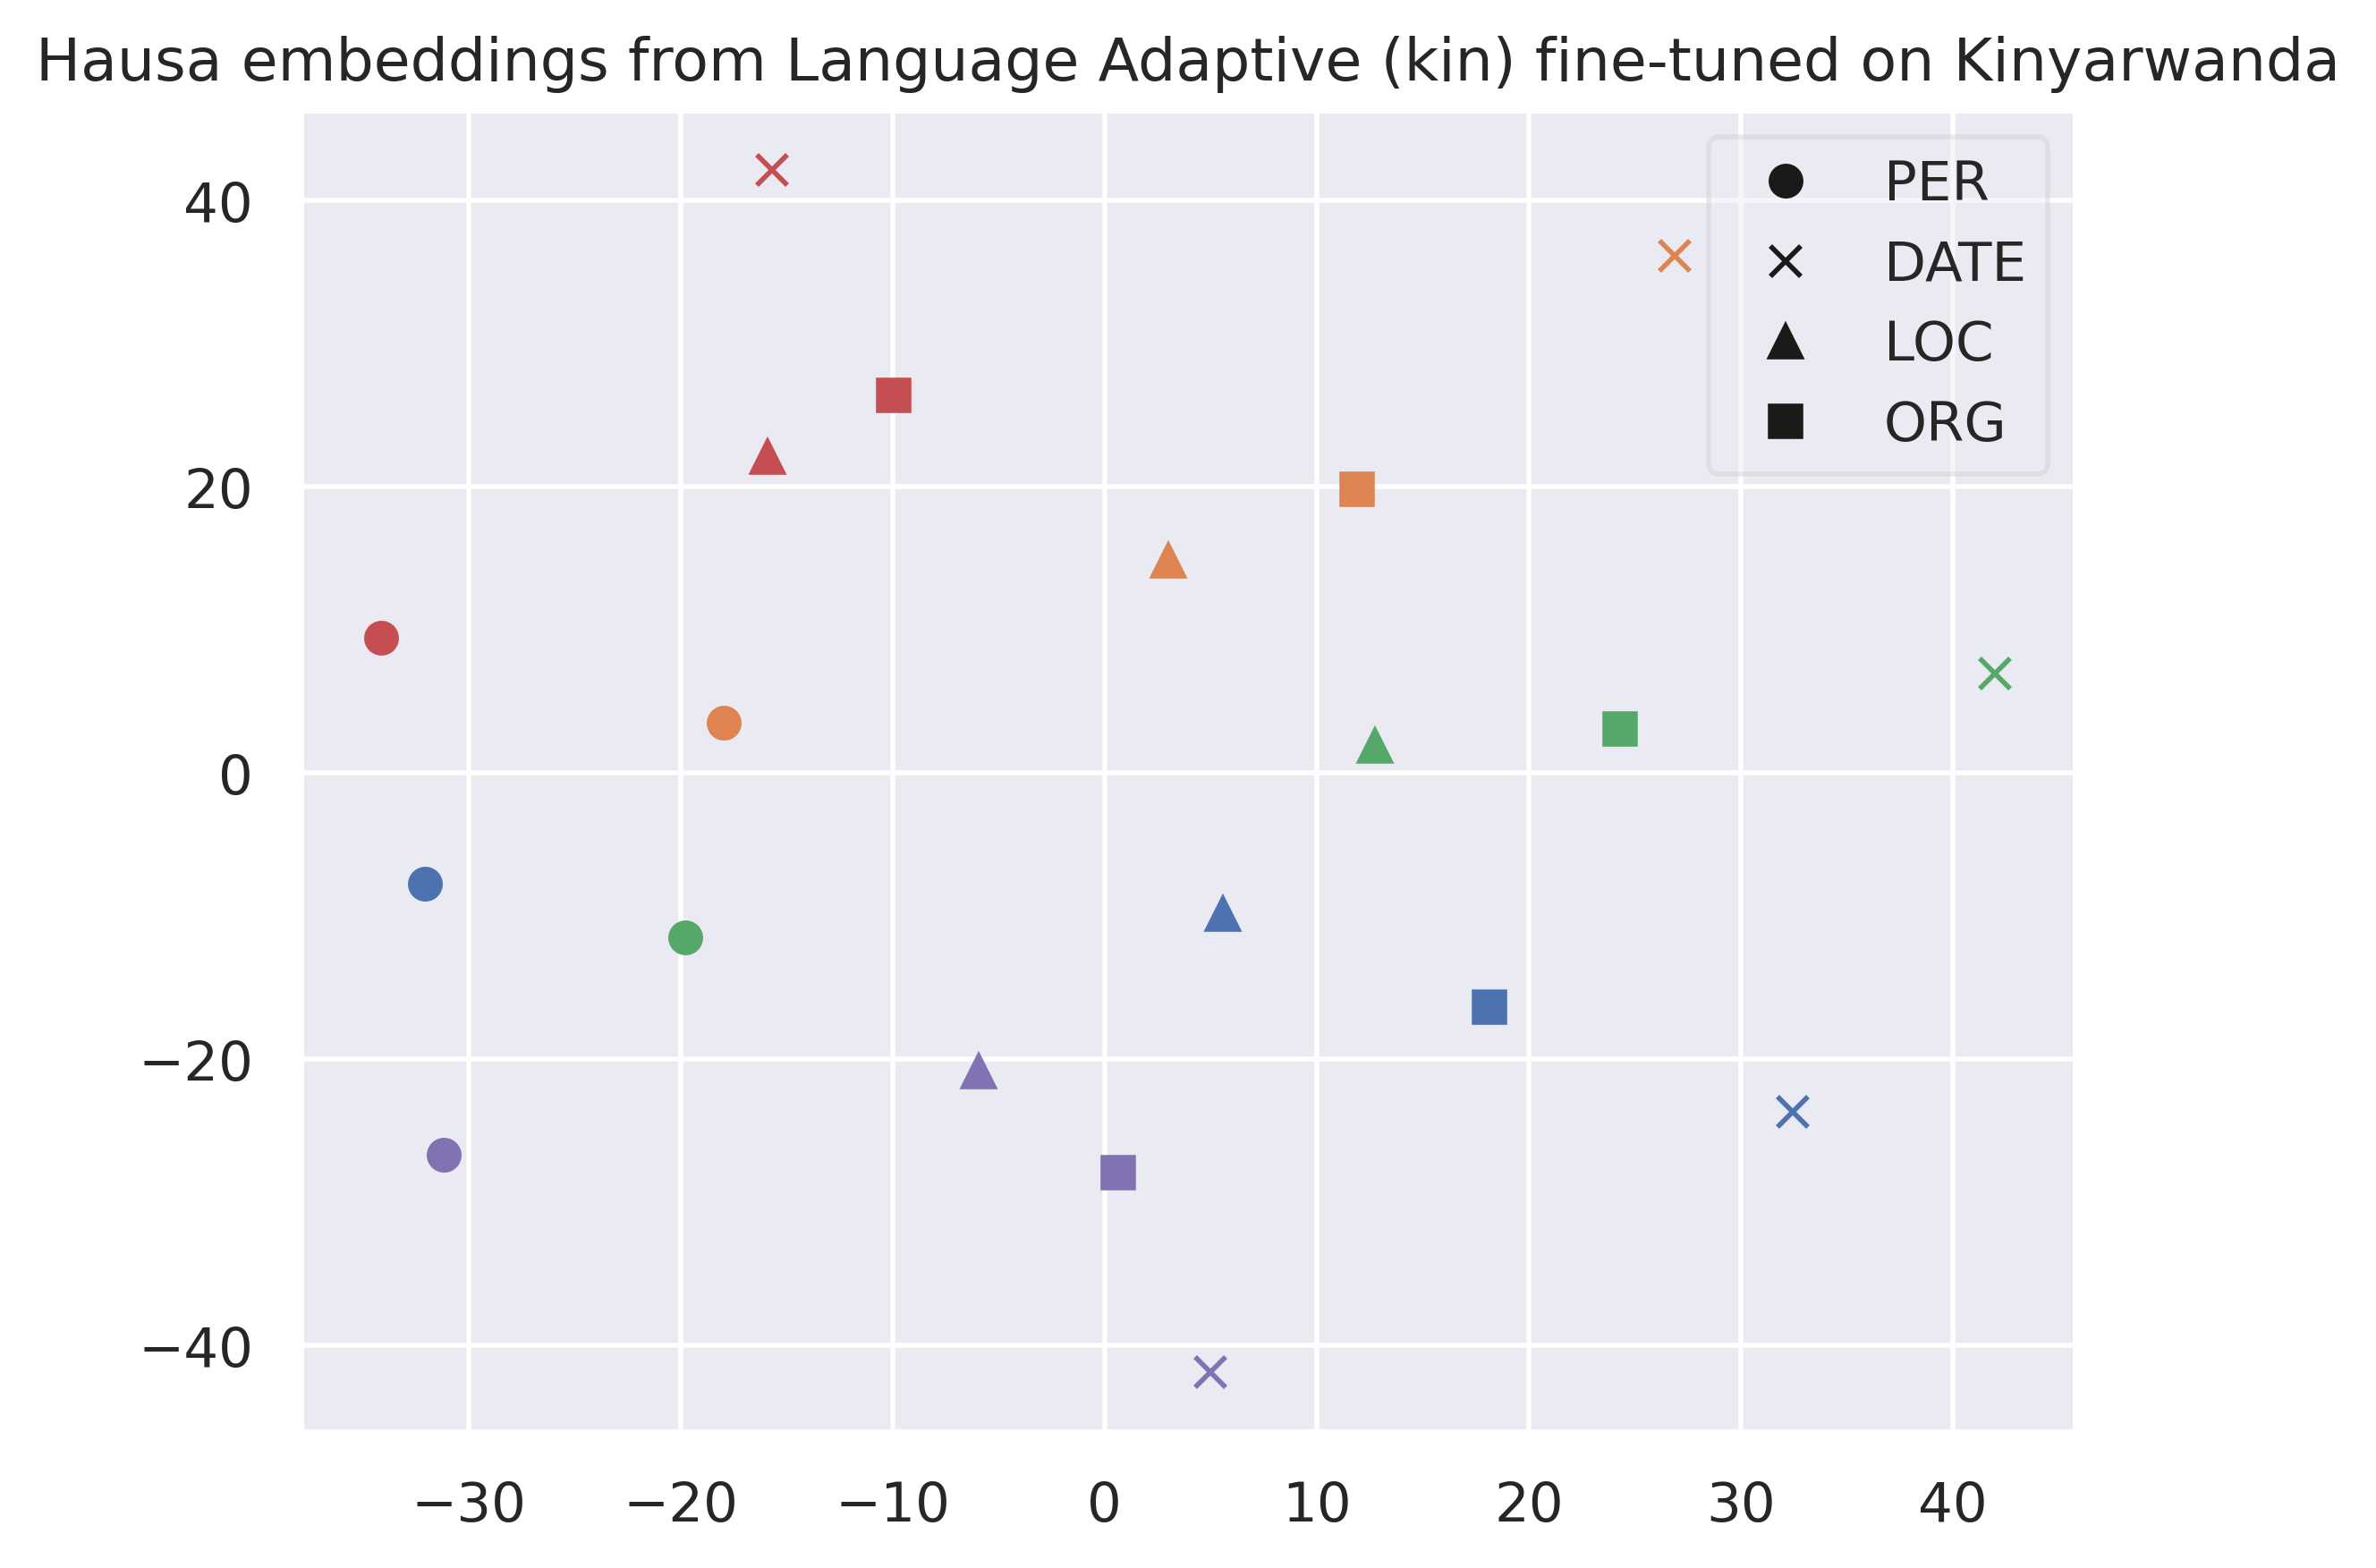 Hausa embeddings from Language Adaptive (kin) fine-tuned on Kinyarwanda
PER
DATE
LOC
ORG
40
20
0
−20
−40
−30 −20 −10 0 10 20 30 40